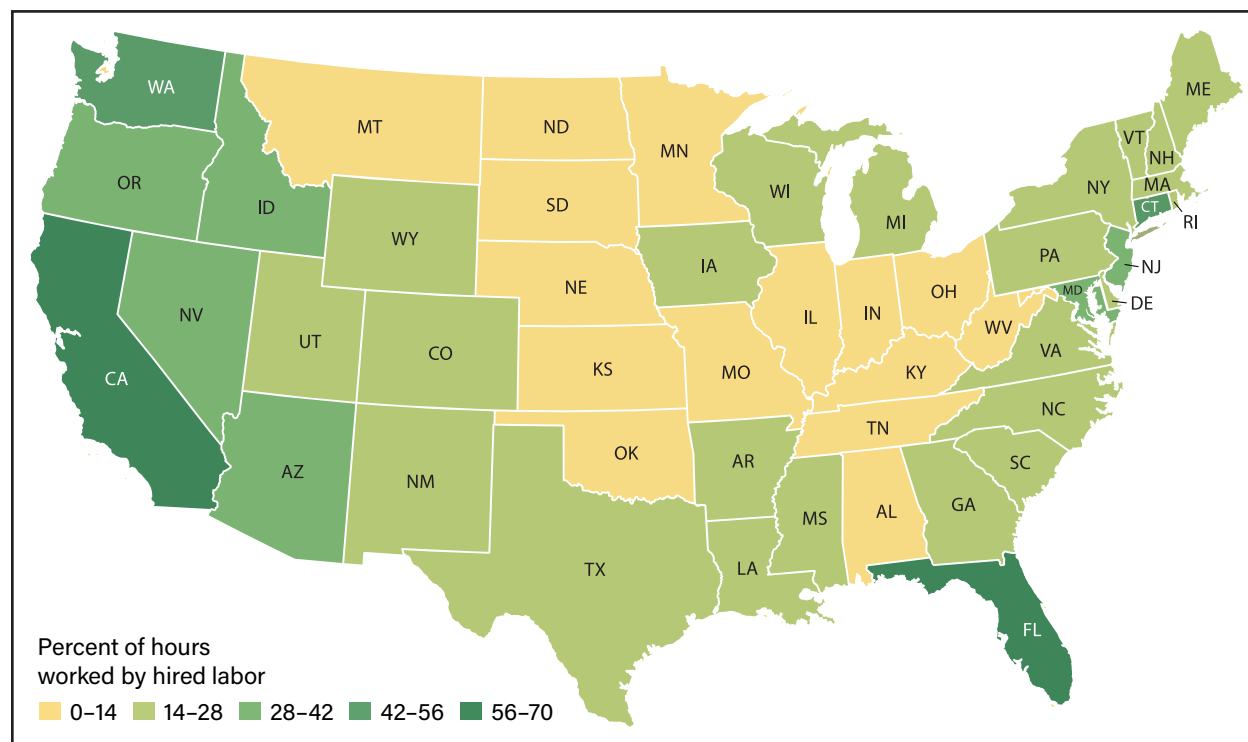 WA
MT
ND
MN
ME
VT
NH
OR
ID
SD
WI
NY
MA
CT
RI
WY
MI
IA
PA
NJ
NE
MD
DE
NV
UT
CO
IL
IN
OH
WV
VA
CA
KS
MO
KY
NC
TN
AZ
NM
OK
AR
SC
MS
AL
GA
TX
LA
FL
Percent of hours
worked by hired labor
0–14 14–28 28–42 42–56 56–70